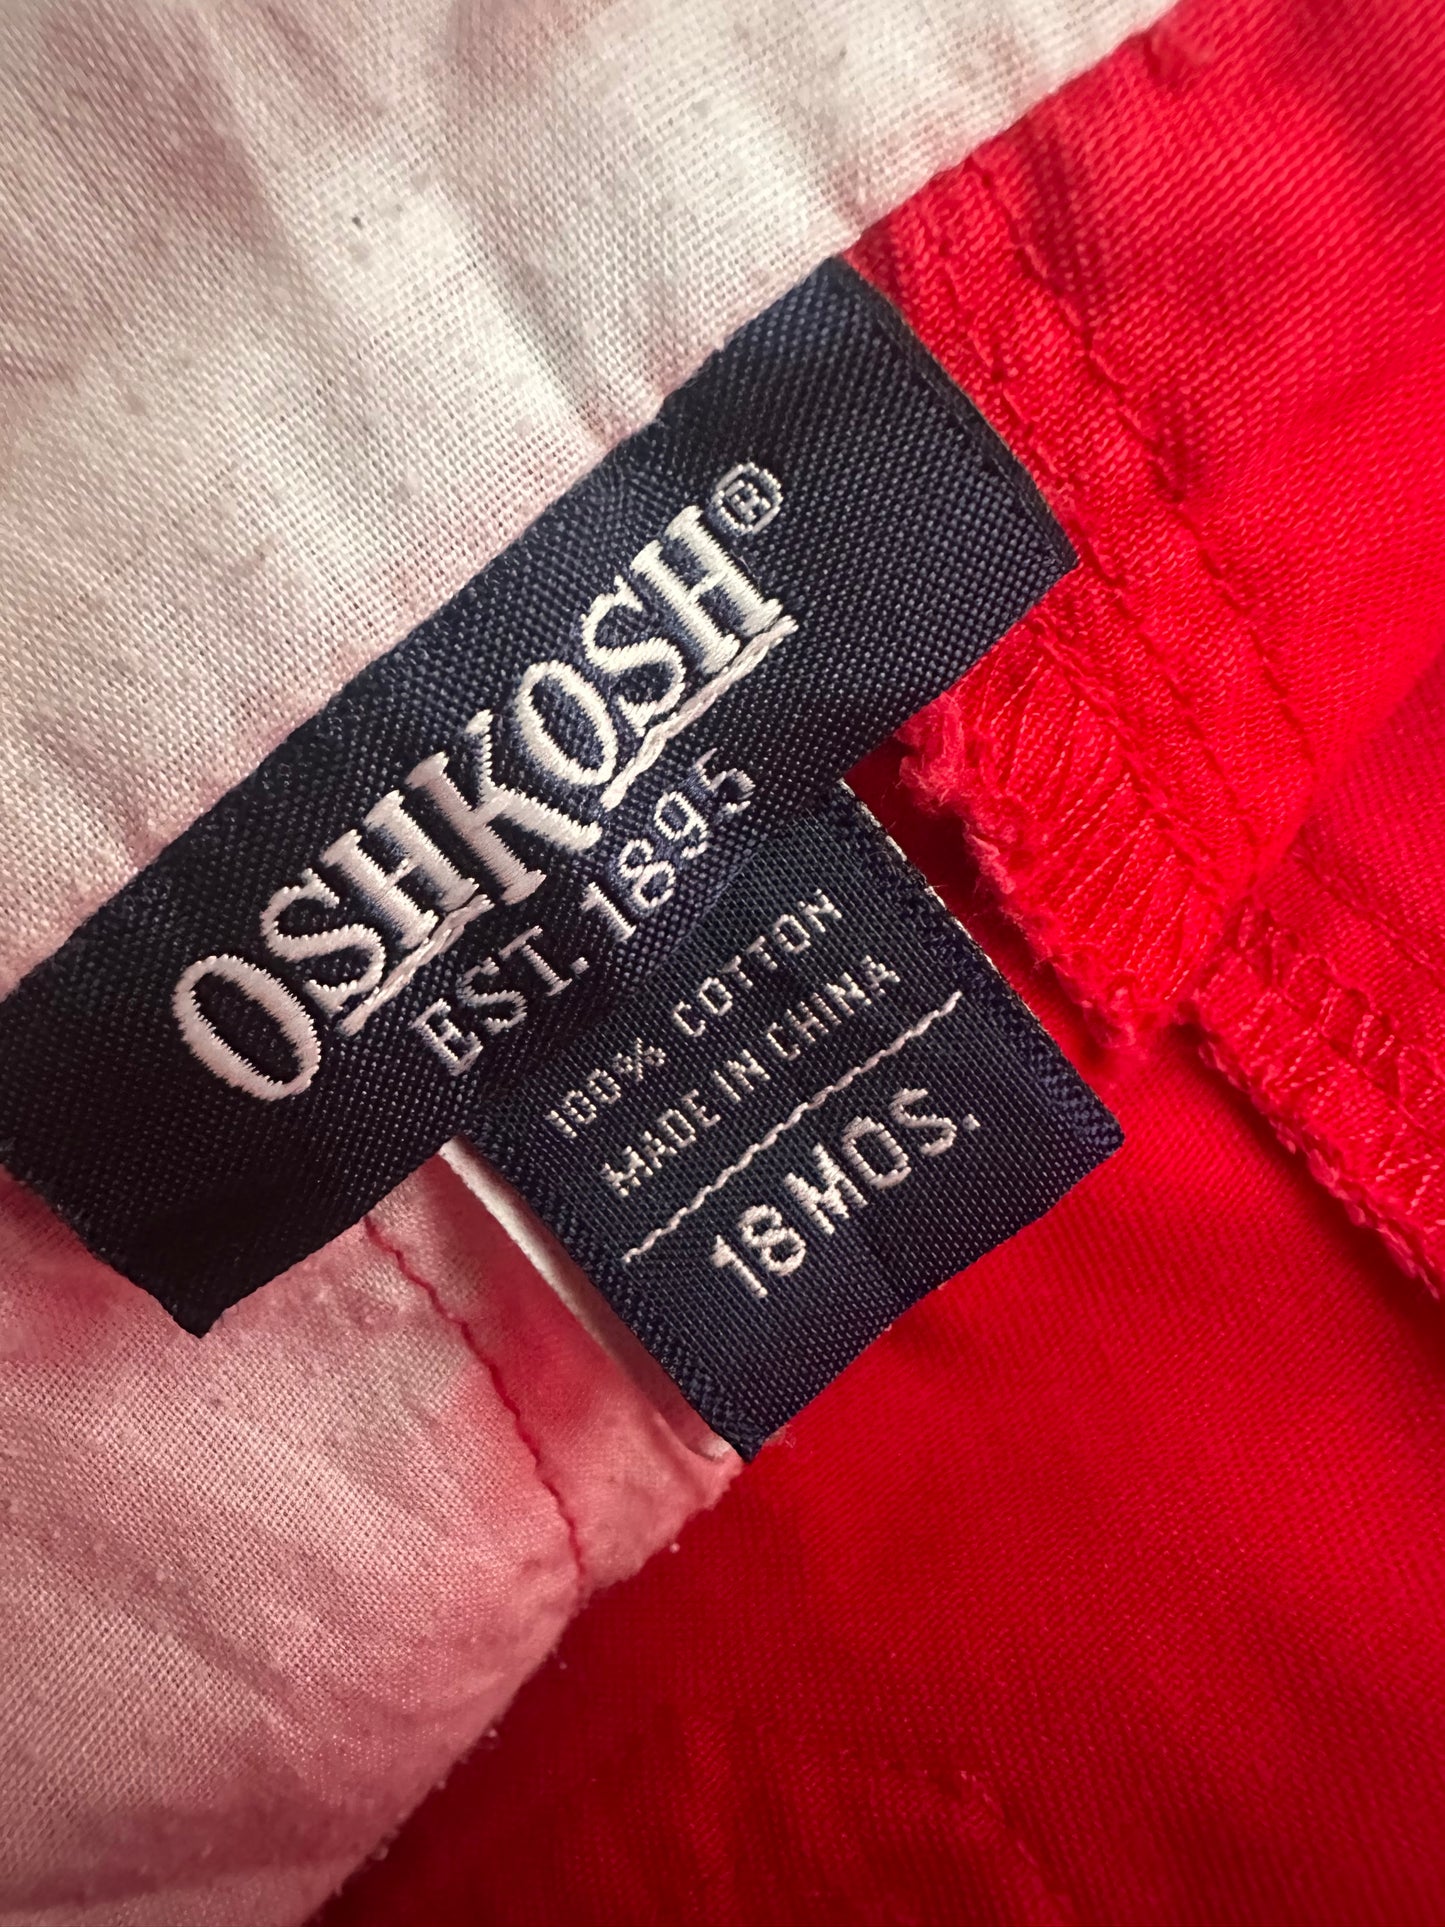 OSHKOSH®
EST. 1895
100% COTTON
MADE IN CHINA
18 MOS.